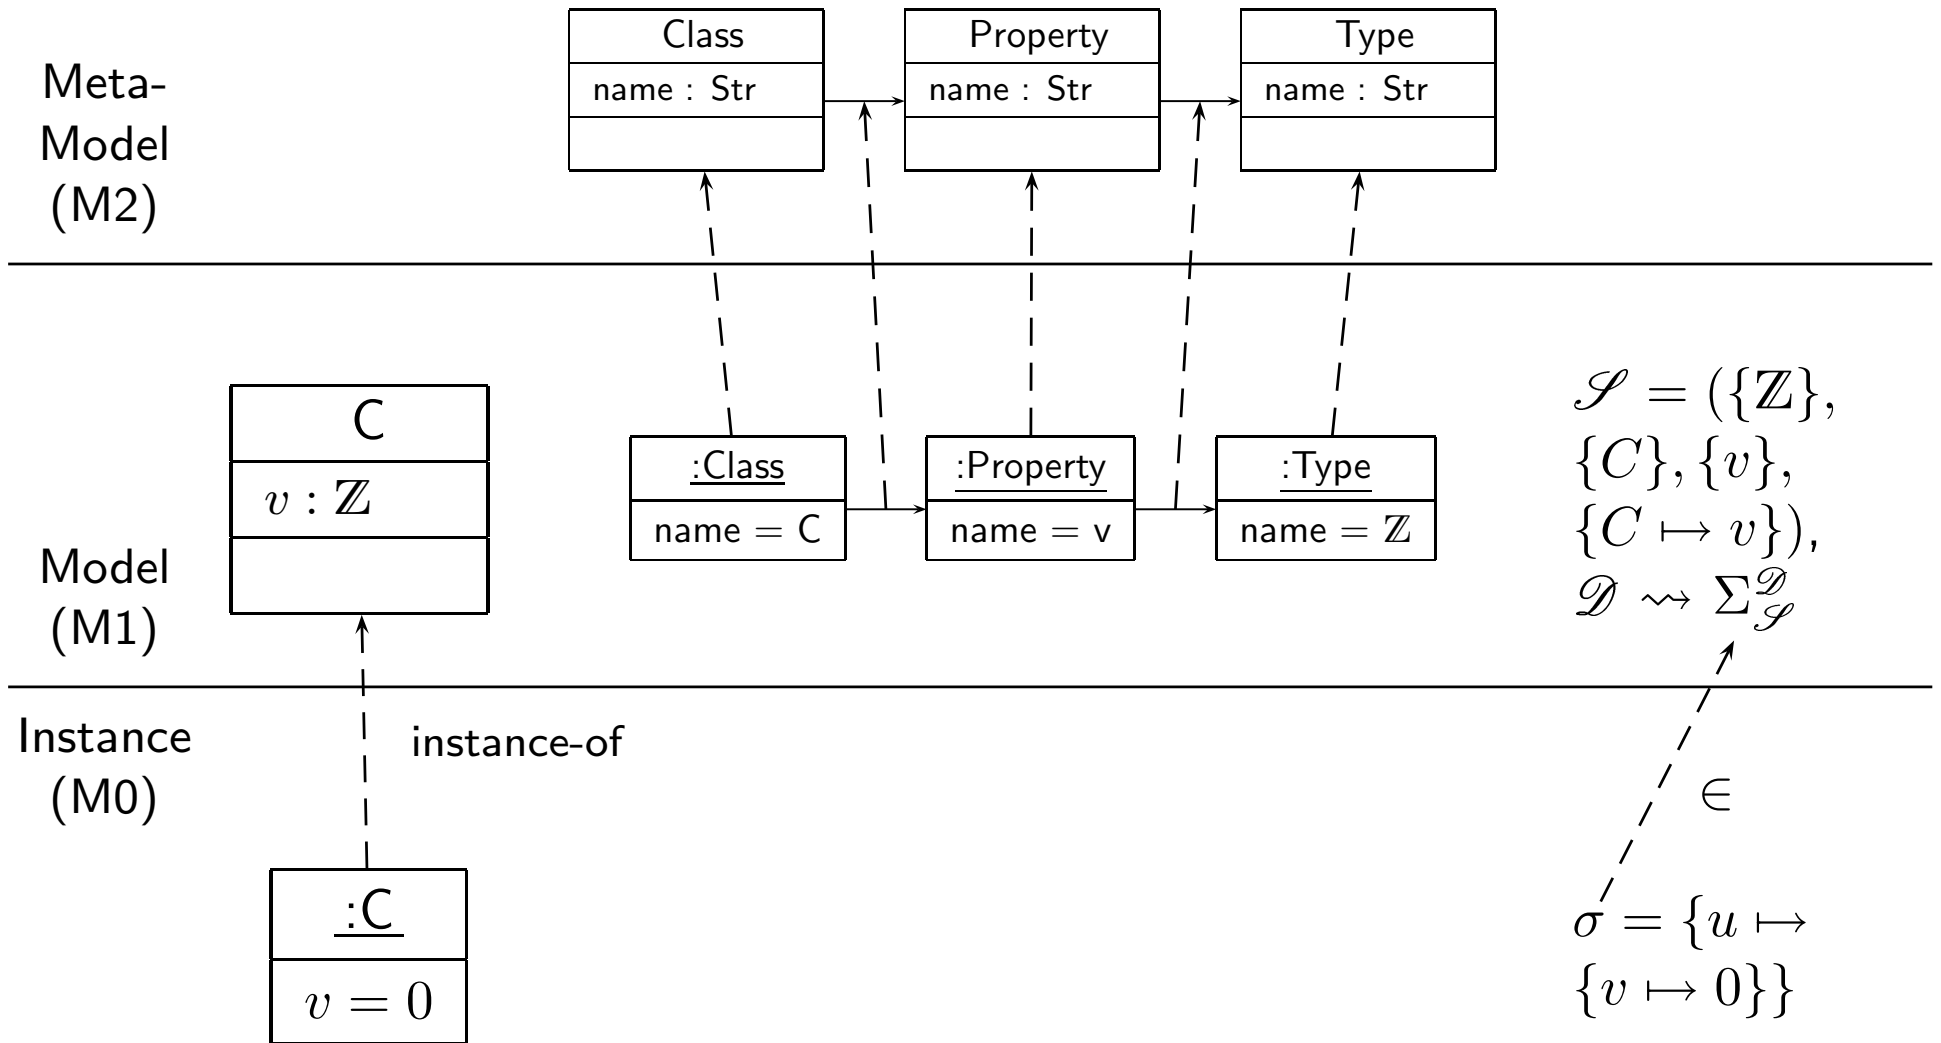 Meta-
Model
(M2)
Class
name : Str
Property
name : Str
Type
name : Str
Model
(M1)
C
v : ℤ
:Class
name = C
:Property
name = v
:Type
name = ℤ
𝒮 = ({ℤ},
{C}, {v},
{C ↦ v}),
𝒟 ⇝ Σ^𝒟_𝒮
Instance
(M0)
instance-of
:C
v = 0
∈
σ = {u ↦
{v ↦ 0}}